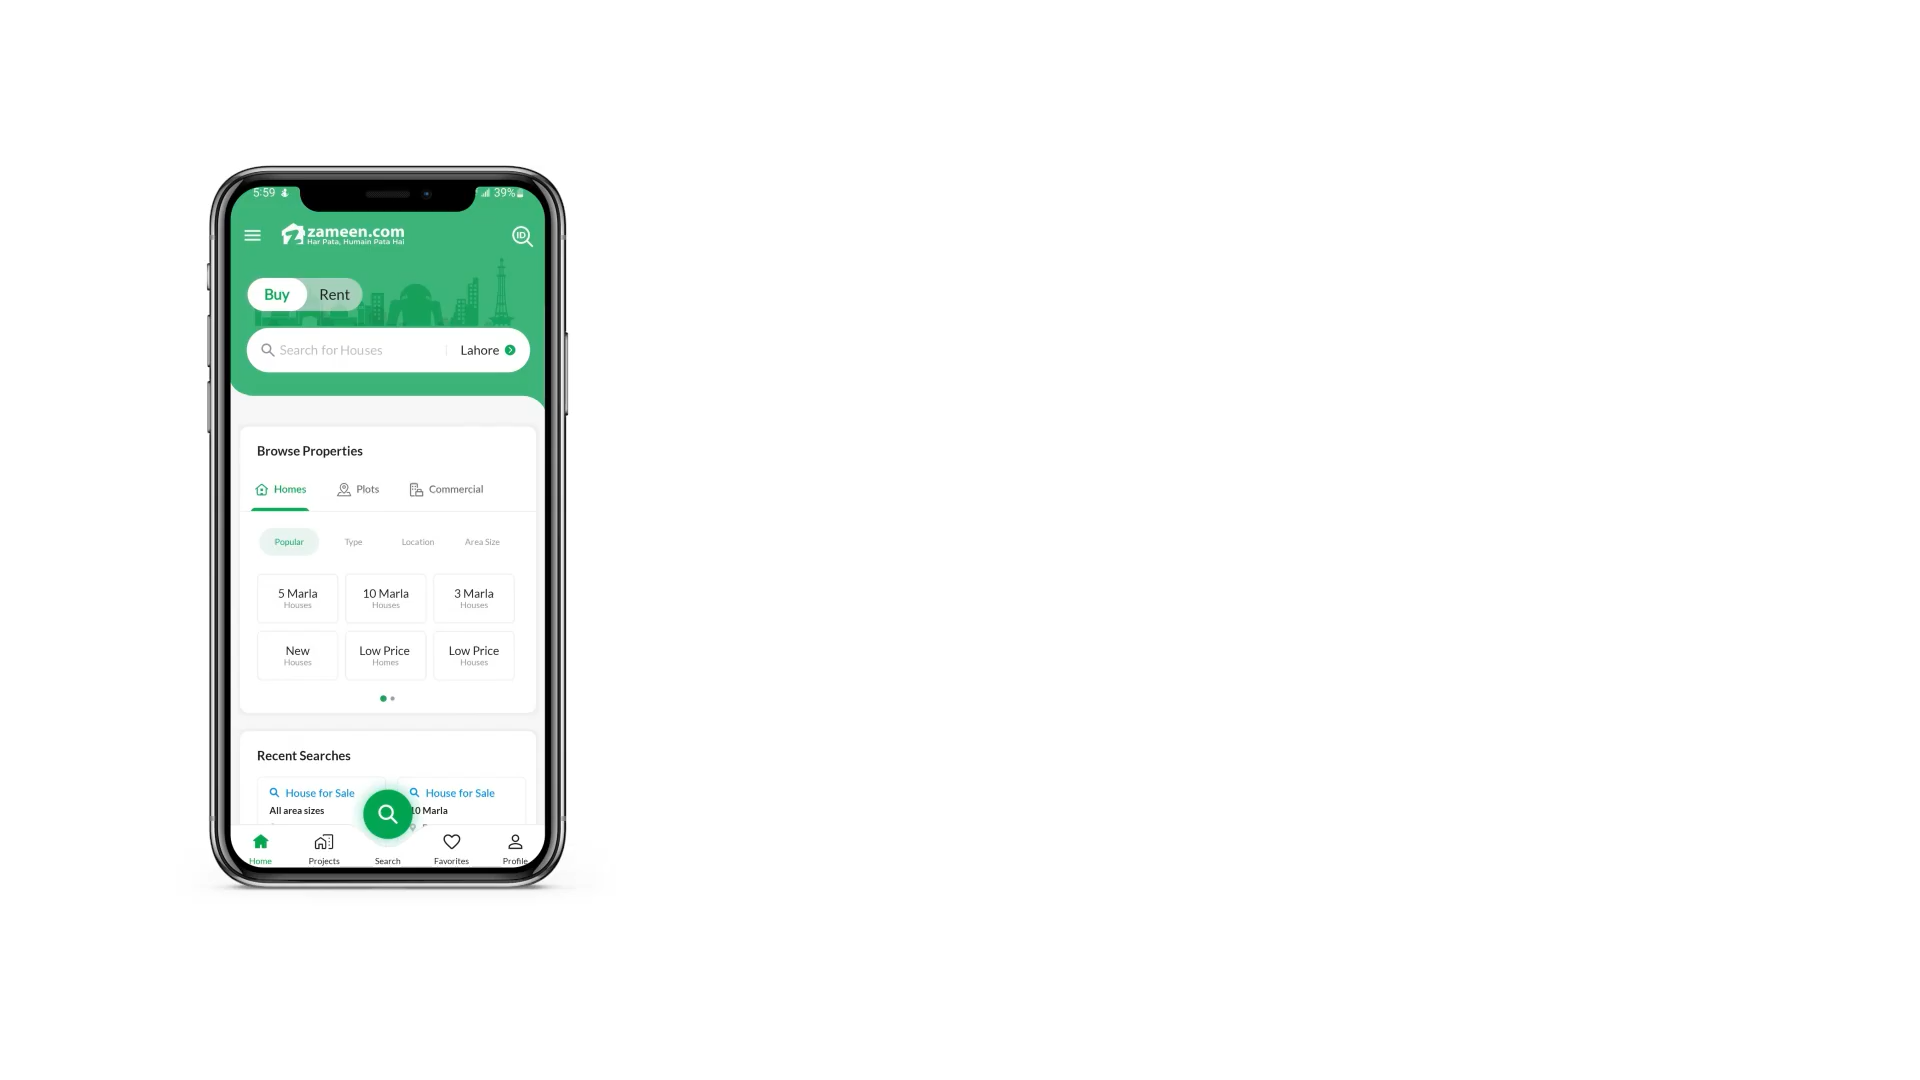 5:59
39%
zameen.com
Har Pata, Humain Pata Hai
ID
Buy
Rent
Search for Houses
Lahore
Browse Properties
Homes
Plots
Commercial
Popular
Type
Location
Area Size
5 Marla
Houses
10 Marla
Houses
3 Marla
Houses
New
Houses
Low Price
Homes
Low Price
Houses
Recent Searches
House for Sale
All area sizes
House for Sale
10 Marla
Home
Projects
Search
Favorites
Profile